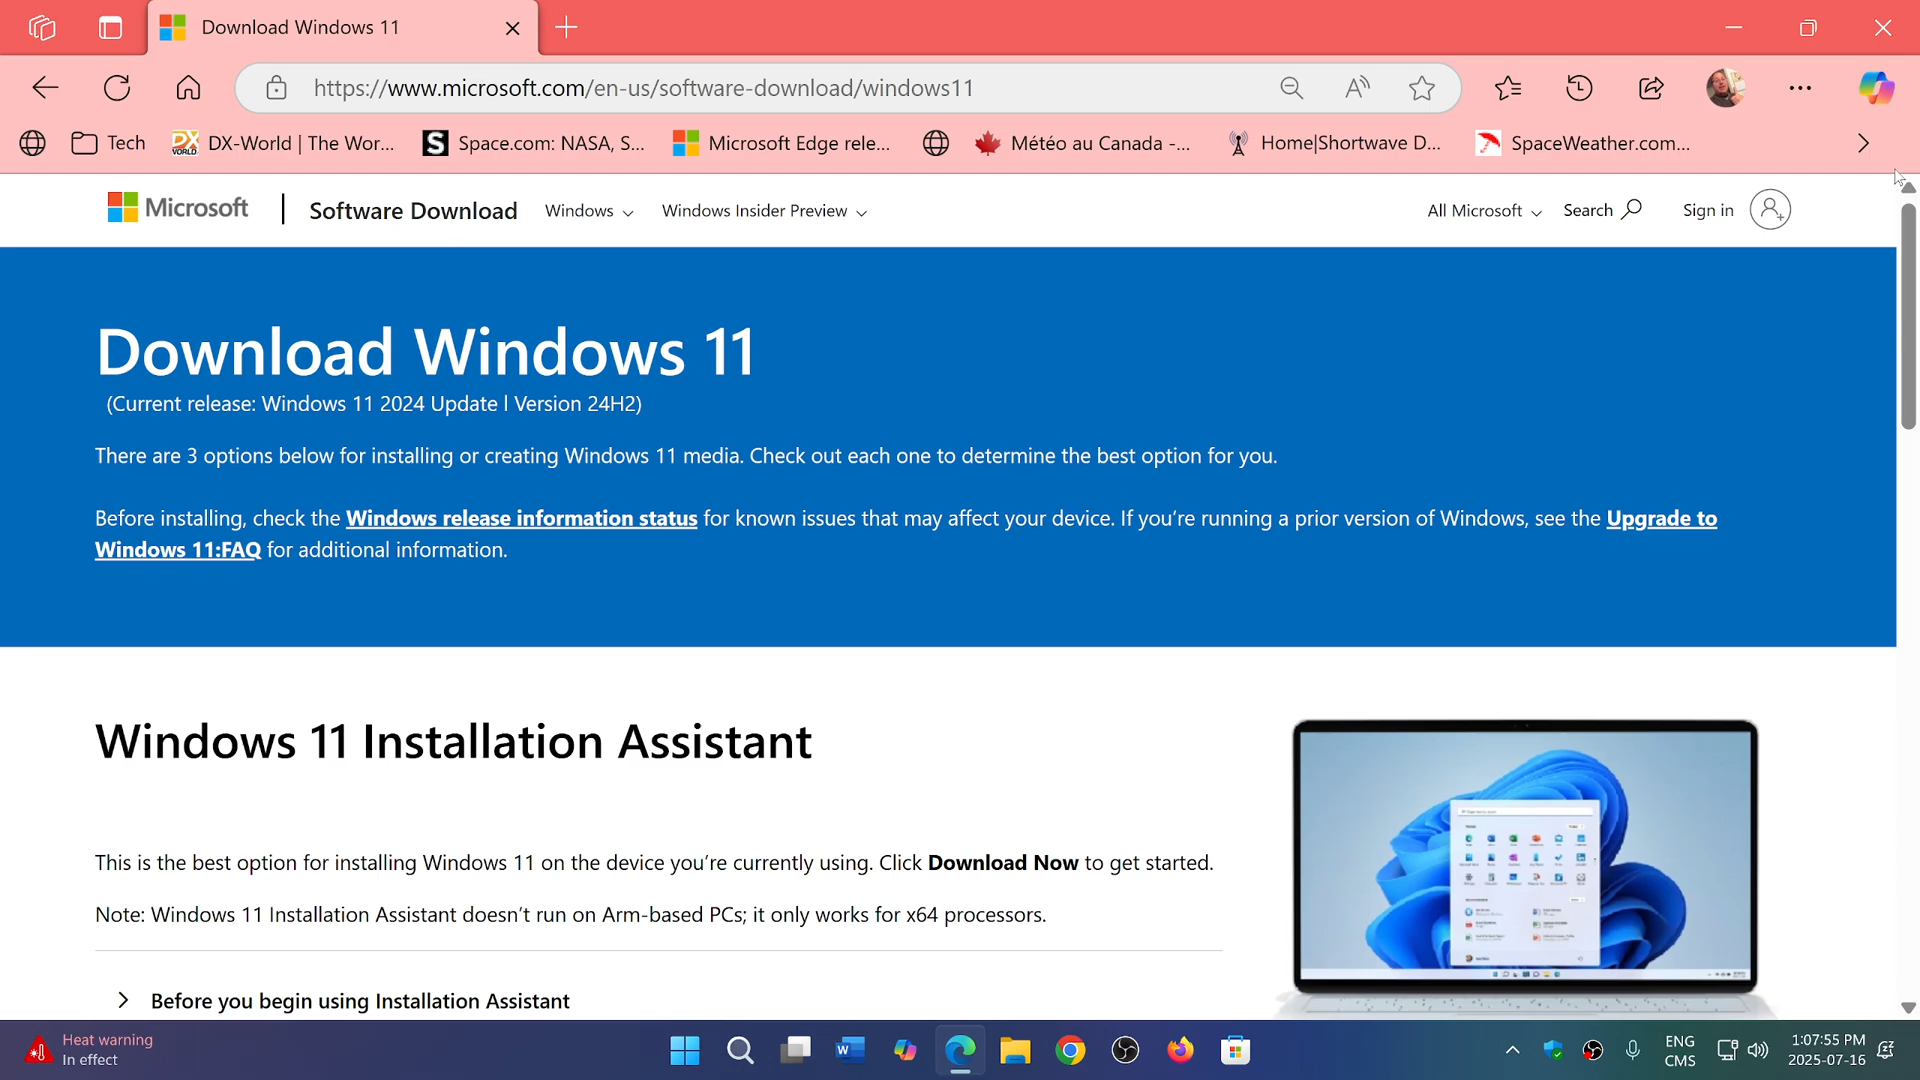 Download Windows 11
https://www.microsoft.com/en-us/software-download/windows11
Tech
DX-World | The Wor...
Space.com: NASA, S...
Microsoft Edge rele...
Météo au Canada -...
Home|Shortwave D...
SpaceWeather.com...
Microsoft
Software Download
Windows
Windows Insider Preview
All Microsoft
Search
Sign in
Download Windows 11
(Current release: Windows 11 2024 Update l Version 24H2)
There are 3 options below for installing or creating Windows 11 media. Check out each one to determine the best option for you.
Before installing, check the Windows release information status for known issues that may affect your device. If you're running a prior version of Windows, see the Upgrade to
Windows 11:FAQ for additional information.
Windows 11 Installation Assistant
This is the best option for installing Windows 11 on the device you're currently using. Click Download Now to get started.
Note: Windows 11 Installation Assistant doesn't run on Arm-based PCs; it only works for x64 processors.
Before you begin using Installation Assistant
Heat warning
In effect
ENG
CMS
1:07:55 PM
2025-07-16